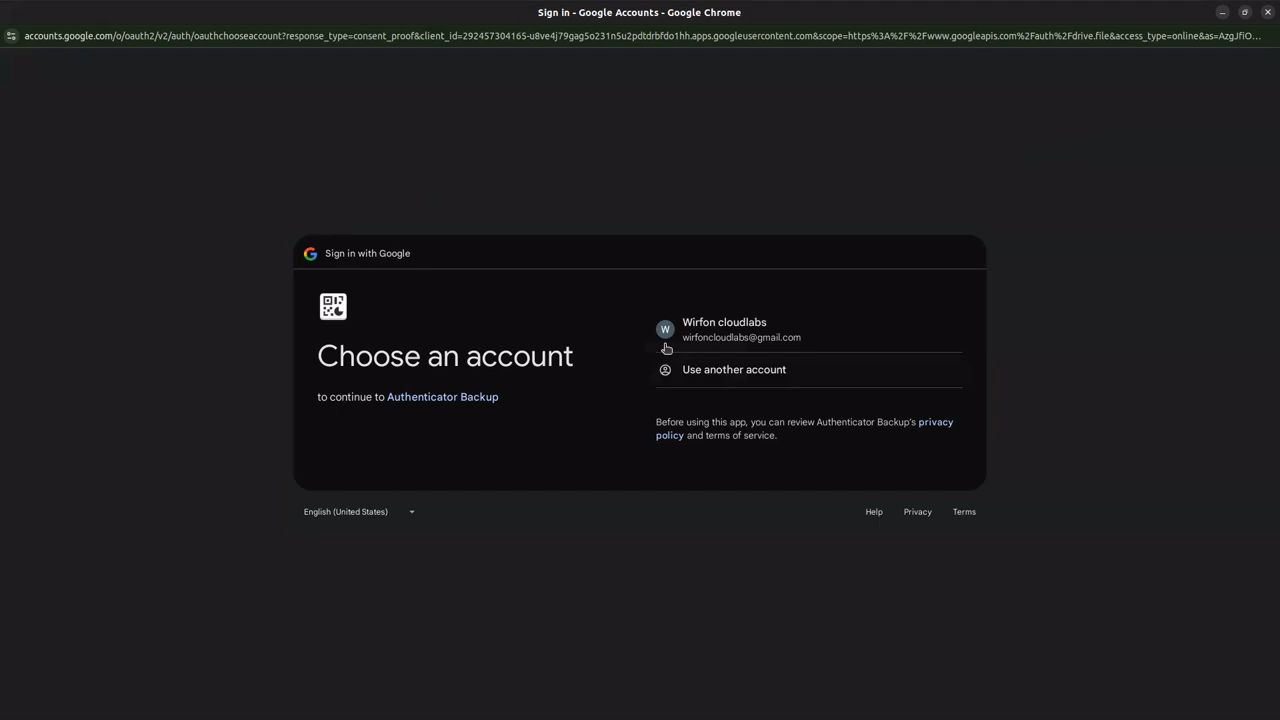 Sign in - Google Accounts - Google Chrome
accounts.google.com/o/oauth2/v2/auth/oauthchooseaccount?response_type=consent_proof&client_id=292457304165-u8ve4j79gag5o231n5u2pdtdrbfdo1hh.apps.googleusercontent.com&scope=https%3A%2F%2Fwww.googleapis.com%2Fauth%2Fdrive.file&access_type=online&as=AzgJfiO...
Sign in with Google
Choose an account
to continue to Authenticator Backup
W
Wirfon cloudlabs
wirfoncloudlabs@gmail.com
Use another account
Before using this app, you can review Authenticator Backup's privacy
policy and terms of service.
English (United States)
Help Privacy Terms